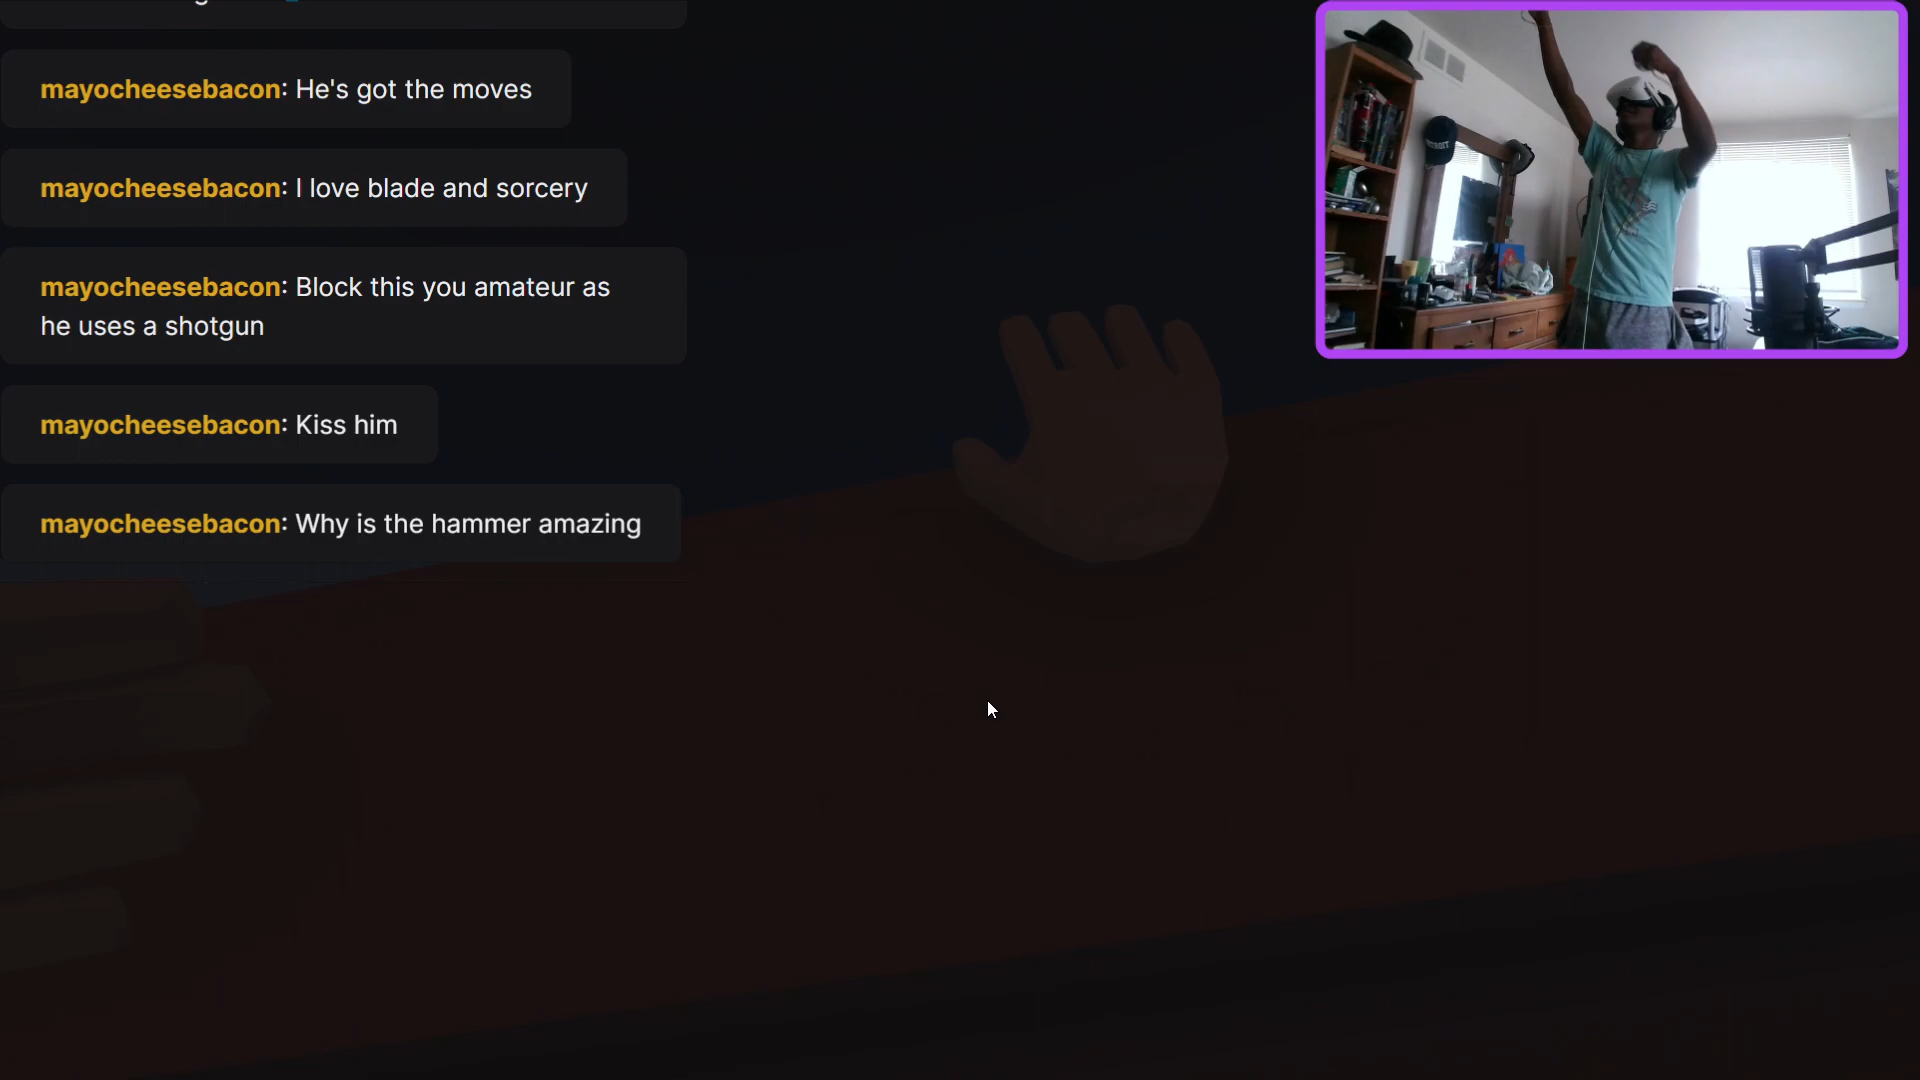 mayocheesebacon: He's got the moves
mayocheesebacon: I love blade and sorcery
mayocheesebacon: Block this you amateur as
he uses a shotgun
mayocheesebacon: Kiss him
mayocheesebacon: Why is the hammer amazing
DETROIT